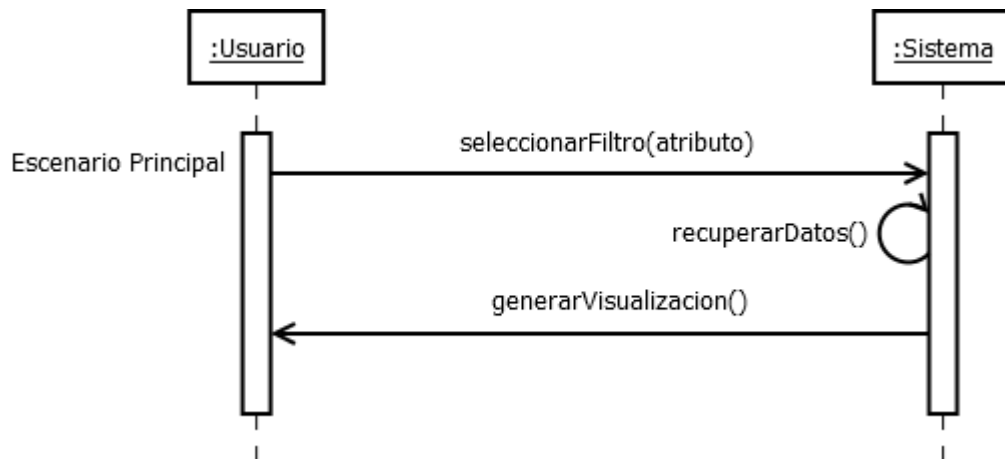 :Usuario
:Sistema
seleccionarFiltro(atributo)
Escenario Principal
recuperarDatos()
generarVisualizacion()